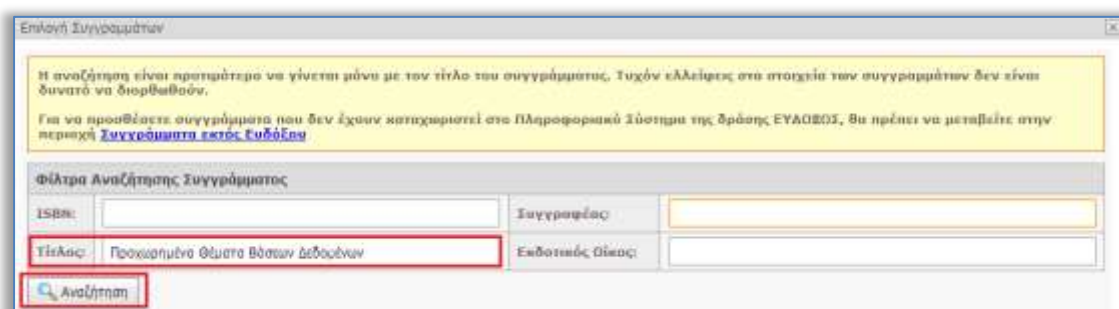 Επιλογή Συγγραμμάτων
Η αναζήτηση είναι προτιμότερο να γίνεται μόνο με τον τίτλο του συγγράμματος. Τυχόν ελλείψεις στα στοιχεία των συγγραμμάτων δεν είναι
δυνατό να διορθωθούν.
Για να προσθέσετε συγγράμματα που δεν έχουν καταχωριστεί στο Πληροφοριακό Σύστημα της δράσης ΕΥΔΟΞΟΣ, θα πρέπει να μεταβείτε στην
περιοχή Συγγράμματα εκτός Ευδόξου
Φίλτρα Αναζήτησης Συγγράμματος
ISBN: Συγγραφέας:
Τίτλος: Προχωρημένα Θέματα Βάσεων Δεδομένων Εκδοτικός Οίκος:
Αναζήτηση